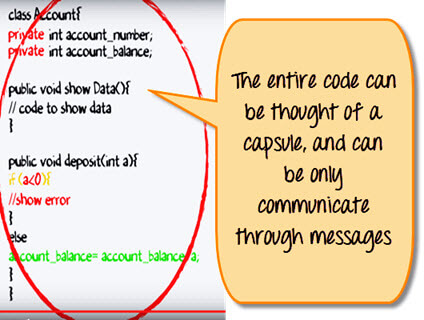 class Account{
private int account_number;
private int account_balance;
public void show Data(){
// code to show data
}
public void deposit(int a){
if (a<0){
//show error
}
else
account_balance= account_balance a;
}
}
The entire code can
be thought of a
capsule, and can
be only
communicate
through messages